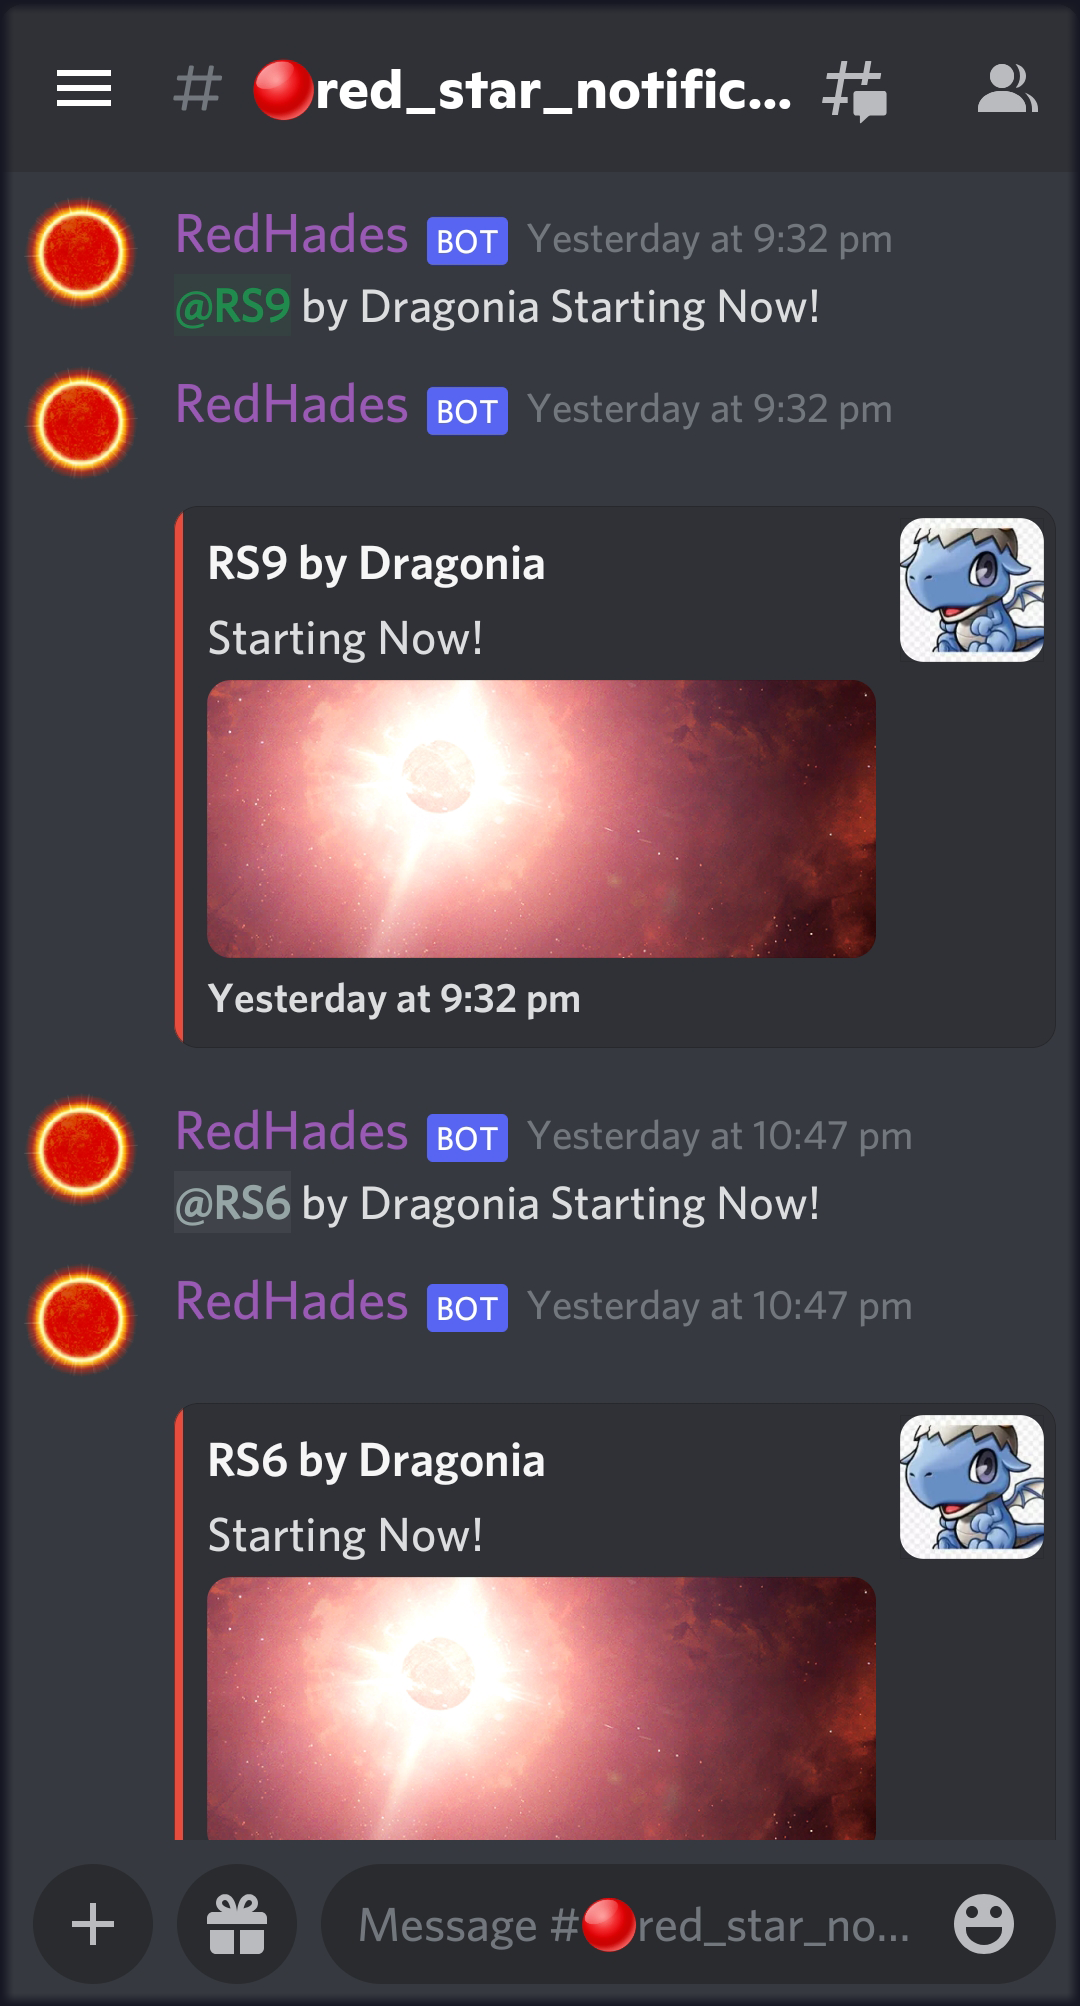 # 🔴red_star_notific...
RedHades BOT Yesterday at 9:32 pm
@RS9 by Dragonia Starting Now!
RedHades BOT Yesterday at 9:32 pm
RS9 by Dragonia
Starting Now!
Yesterday at 9:32 pm
RedHades BOT Yesterday at 10:47 pm
@RS6 by Dragonia Starting Now!
RedHades BOT Yesterday at 10:47 pm
RS6 by Dragonia
Starting Now!
Message #🔴red_star_no...